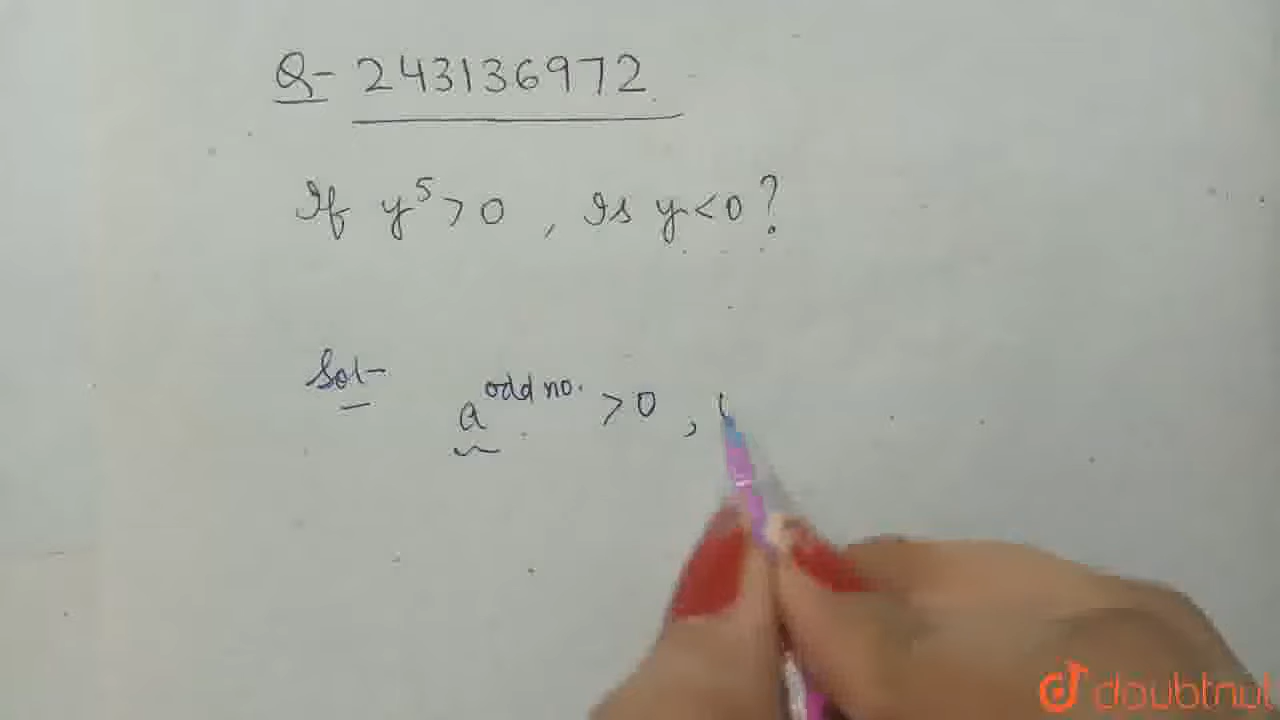 Q- 243136972
If y⁵>0, Is y<0?
Sol-
a^odd no. >0,
doubtnut